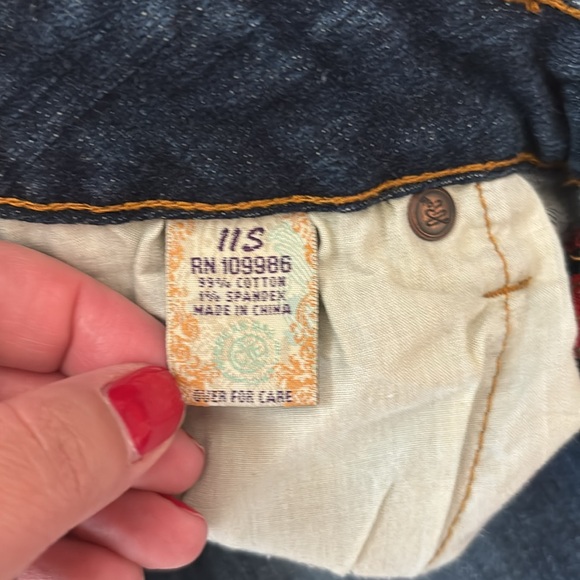 11S
RN 109986
99% COTTON
1% SPANDEX
MADE IN CHINA
OVER FOR CARE